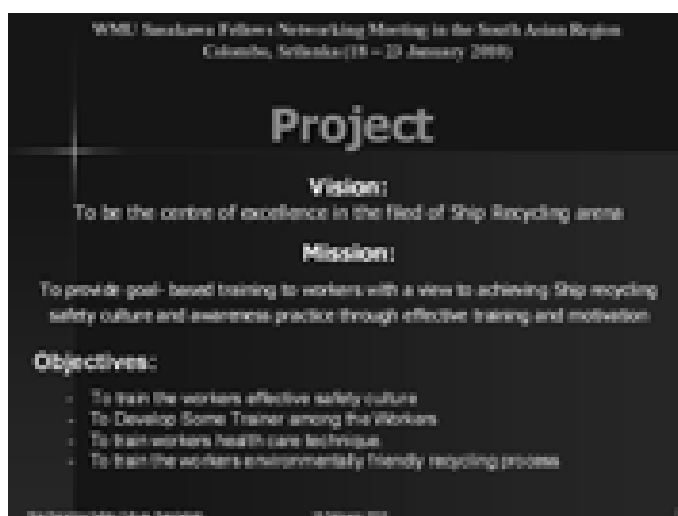 WMU Sasakawa Fellows Networking Meeting in the South Asian Region
Colombo, Srilanka (18 – 23 January 2010)
Project
Vision:
To be the centre of excellence in the filed of Ship Recycling arena
Mission:
To provide goal- based training to workers with a view to achieving Ship recycling
safety culture and awareness practice through effective training and motivation
Objectives:
- To train the workers effective safety culture
- To Develop Some Trainer among the Workers
- To train workers health care technique.
- To train the workers environmentally friendly recycling process